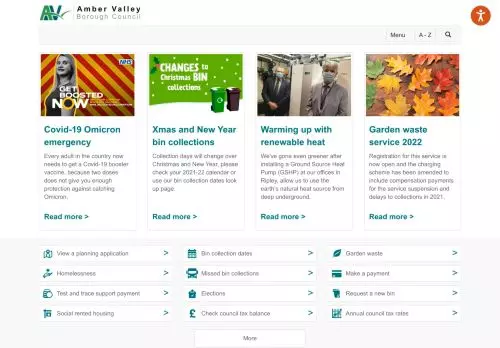 Amber Valley
Borough Council
Menu
A - Z
NHS
GET
BOOSTED
NOW
CHANGES to
Christmas BIN
collections
Covid-19 Omicron
emergency
Every adult in the country now
needs to get a Covid-19 booster
vaccine, because two doses
does not give you enough
protection against catching
Omicron.
Read more >
Xmas and New Year
bin collections
Collection days will change over
Christmas and New Year, please
check your 2021-22 calendar or
use our bin collection dates look
up page.
Read more >
Warming up with
renewable heat
We've gone even greener after
installing a Ground Source Heat
Pump (GSHP) at our offices in
Ripley, allow us to use the
earth's natural heat source from
deep underground.
Read more >
Garden waste
service 2022
Registration for this service is
now open and the charging
scheme has been amended to
include compensation payments
for the service suspension and
delays to collections in 2021.
Read more >
View a planning application >
Bin collection dates >
Garden waste >
Homelessness >
Missed bin collections >
Make a payment >
Test and trace support payment >
Elections >
Request a new bin >
Social rented housing >
£ Check council tax balance >
Annual council tax rates >
More